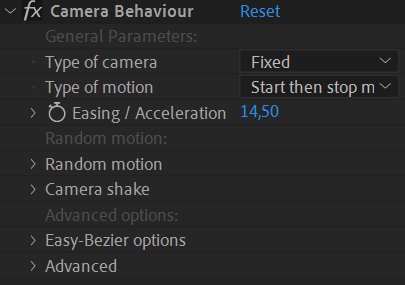 fx Camera Behaviour Reset
General Parameters:
Type of camera Fixed
Type of motion Start then stop m
Easing / Acceleration 14,50
Random motion:
Random motion
Camera shake
Advanced options:
Easy-Bezier options
Advanced